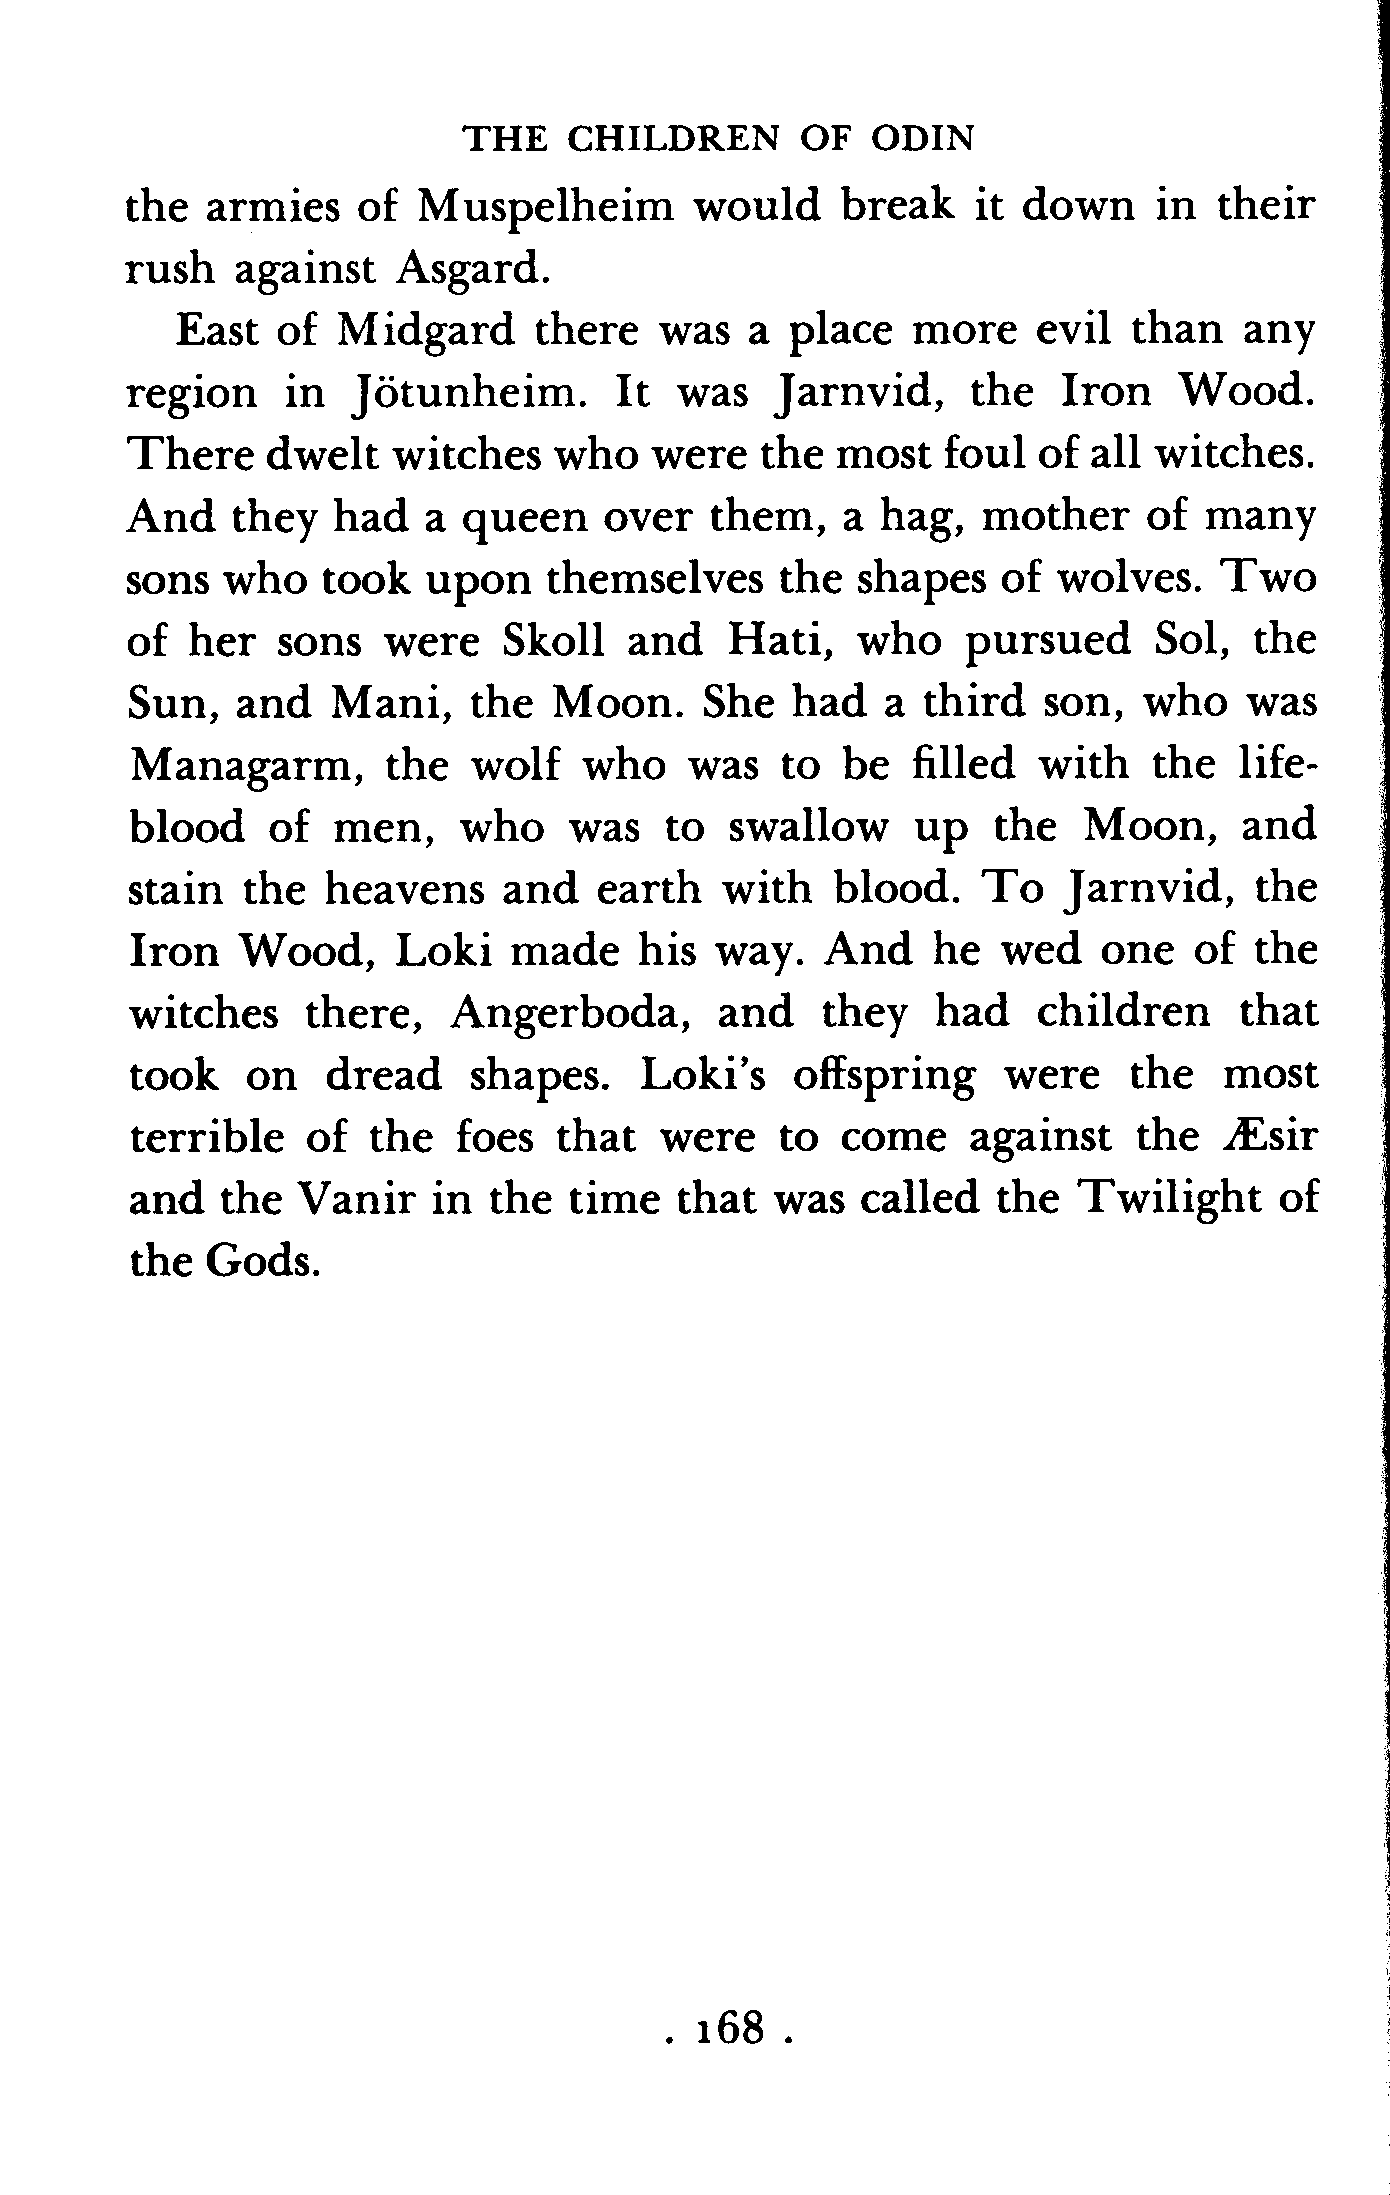 THE CHILDREN OF ODIN
the armies of Muspelheim would break it down in their
rush against Asgard.
East of Midgard there was a place more evil than any
region in Jötunheim. It was Jarnvid, the Iron Wood.
There dwelt witches who were the most foul of all witches.
And they had a queen over them, a hag, mother of many
sons who took upon themselves the shapes of wolves. Two
of her sons were Skoll and Hati, who pursued Sol, the
Sun, and Mani, the Moon. She had a third son, who was
Managarm, the wolf who was to be filled with the life-
blood of men, who was to swallow up the Moon, and
stain the heavens and earth with blood. To Jarnvid, the
Iron Wood, Loki made his way. And he wed one of the
witches there, Angerboda, and they had children that
took on dread shapes. Loki's offspring were the most
terrible of the foes that were to come against the Æsir
and the Vanir in the time that was called the Twilight of
the Gods.
. 168 .